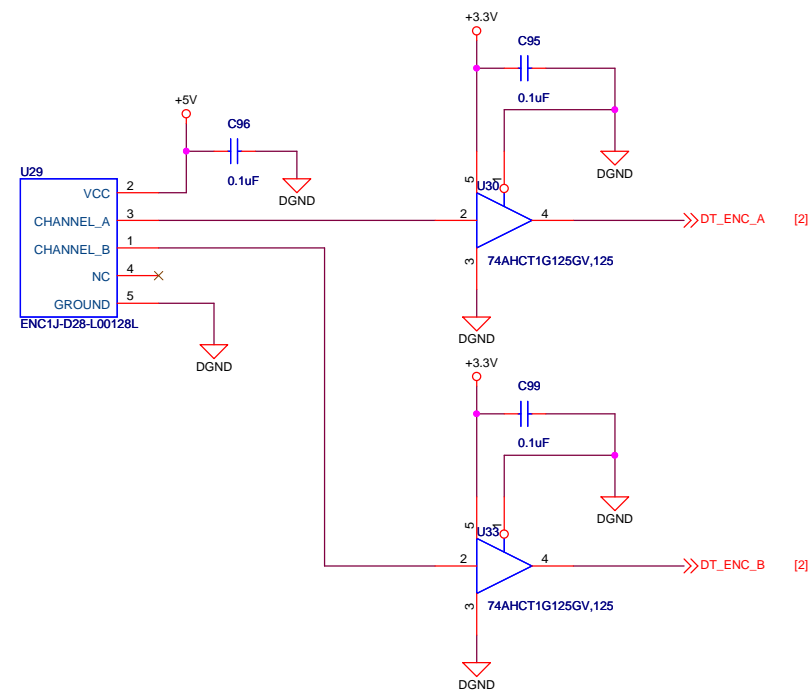 +3.3V
C95
0.1uF
DGND
+5V
C96
0.1uF
DGND
U29
VCC 2
CHANNEL_A 3
CHANNEL_B 1
NC 4
GROUND 5
ENC1J-D28-L00128L
DGND
5
U30
1
2
4
3
74AHCT1G125GV,125
DT_ENC_A [2]
DGND
+3.3V
C99
0.1uF
DGND
5
U33
1
2
4
3
74AHCT1G125GV,125
DT_ENC_B [2]
DGND